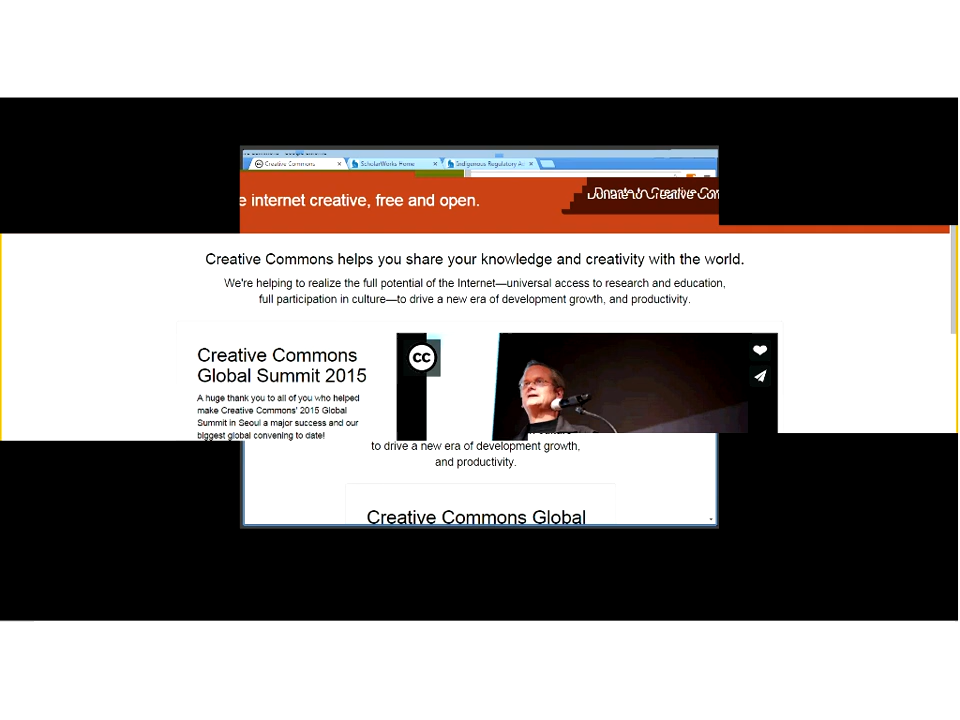 Creative Commons
ScholarWorks Home
Indigenous Regulatory Ad
e internet creative, free and open.
Donate to Creative Com
Creative Commons helps you share your knowledge and creativity with the world.
We're helping to realize the full potential of the Internet—universal access to research and education,
full participation in culture—to drive a new era of development growth, and productivity.
cc
Creative Commons
Global Summit 2015
A huge thank you to all of you who helped
make Creative Commons' 2015 Global
Summit in Seoul a major success and our
biggest global convening to date!
to drive a new era of development growth,
and productivity.
Creative Commons Global